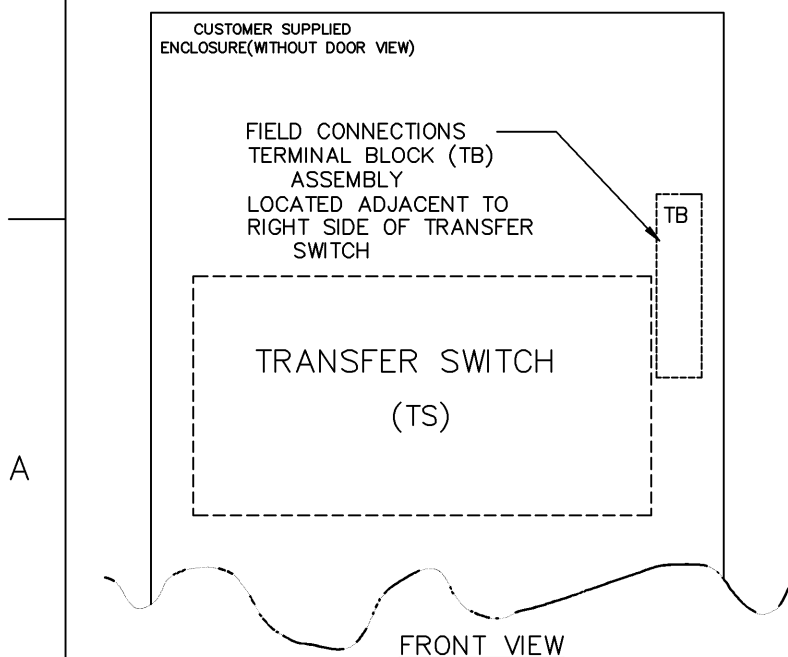 CUSTOMER SUPPLIED
ENCLOSURE(WITHOUT DOOR VIEW)
FIELD CONNECTIONS
TERMINAL BLOCK (TB)
ASSEMBLY
LOCATED ADJACENT TO
RIGHT SIDE OF TRANSFER
SWITCH
TB
TRANSFER SWITCH
(TS)
A
FRONT VIEW